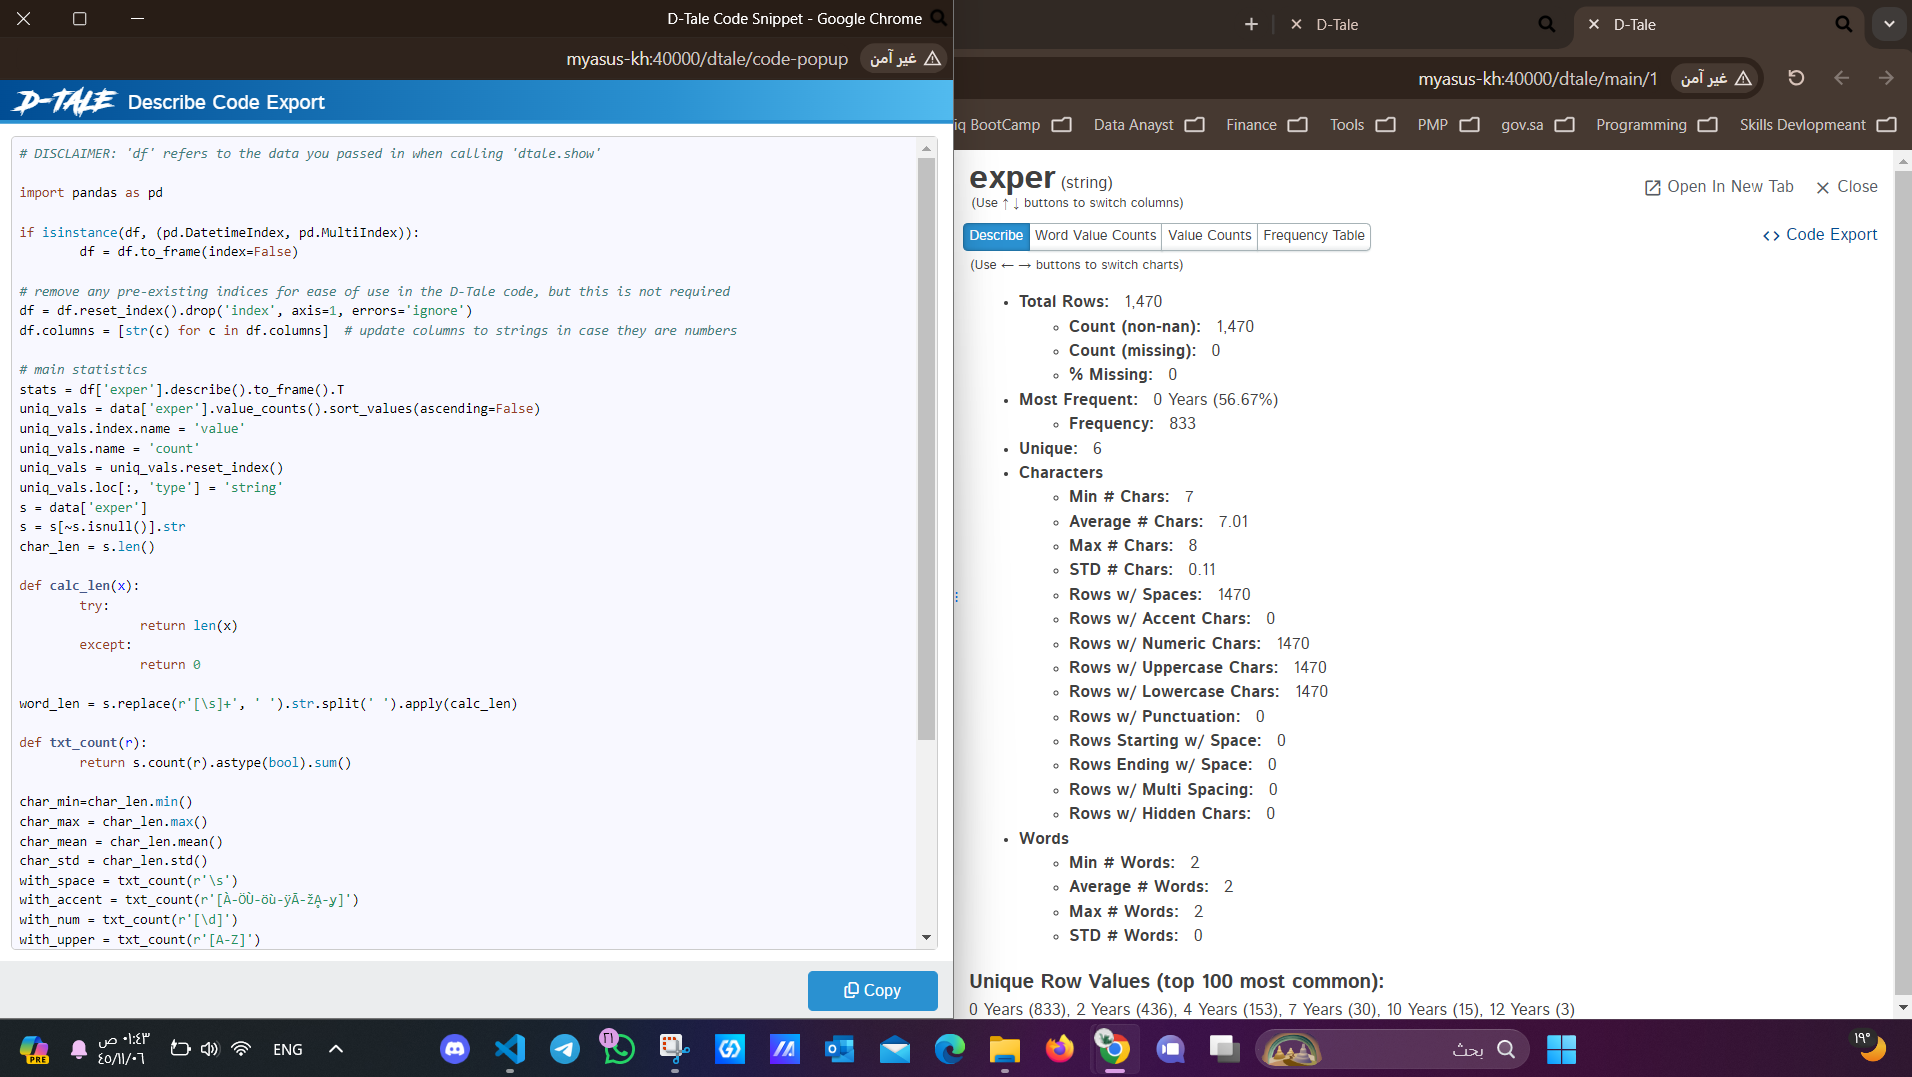 D-Tale Code Snippet - Google Chrome
myasus-kh:40000/dtale/code-popup
غير آمن
D-TALE Describe Code Export
# DISCLAIMER: 'df' refers to the data you passed in when calling 'dtale.show'
import pandas as pd
if isinstance(df, (pd.DatetimeIndex, pd.MultiIndex)):
df = df.to_frame(index=False)
# remove any pre-existing indices for ease of use in the D-Tale code, but this is not required
df = df.reset_index().drop('index', axis=1, errors='ignore')
df.columns = [str(c) for c in df.columns]  # update columns to strings in case they are numbers
# main statistics
stats = df['exper'].describe().to_frame().T
uniq_vals = data['exper'].value_counts().sort_values(ascending=False)
uniq_vals.index.name = 'value'
uniq_vals.name = 'count'
uniq_vals = uniq_vals.reset_index()
uniq_vals.loc[:, 'type'] = 'string'
s = data['exper']
s = s[~s.isnull()].str
char_len = s.len()
def calc_len(x):
try:
return len(x)
except:
return 0
word_len = s.replace(r'[\s]+', ' ').str.split(' ').apply(calc_len)
def txt_count(r):
return s.count(r).astype(bool).sum()
char_min=char_len.min()
char_max = char_len.max()
char_mean = char_len.mean()
char_std = char_len.std()
with_space = txt_count(r'\s')
with_accent = txt_count(r'[À-ÖÙ-öù-ÿĀ-žḀ-ỿ]')
with_num = txt_count(r'[\d]')
with_upper = txt_count(r'[A-Z]')
Copy
D-Tale
D-Tale
myasus-kh:40000/dtale/main/1
غير آمن
iq BootCamp
Data Anayst
Finance
Tools
PMP
gov.sa
Programming
Skills Devlopmeant
exper (string)
Open In New Tab
Close
(Use ↑ ↓ buttons to switch columns)
Describe
Word Value Counts
Value Counts
Frequency Table
Code Export
(Use ← → buttons to switch charts)
Total Rows: 1,470
Count (non-nan): 1,470
Count (missing): 0
% Missing: 0
Most Frequent: 0 Years (56.67%)
Frequency: 833
Unique: 6
Characters
Min # Chars: 7
Average # Chars: 7.01
Max # Chars: 8
STD # Chars: 0.11
Rows w/ Spaces: 1470
Rows w/ Accent Chars: 0
Rows w/ Numeric Chars: 1470
Rows w/ Uppercase Chars: 1470
Rows w/ Lowercase Chars: 1470
Rows w/ Punctuation: 0
Rows Starting w/ Space: 0
Rows Ending w/ Space: 0
Rows w/ Multi Spacing: 0
Rows w/ Hidden Chars: 0
Words
Min # Words: 2
Average # Words: 2
Max # Words: 2
STD # Words: 0
Unique Row Values (top 100 most common):
0 Years (833), 2 Years (436), 4 Years (153), 7 Years (30), 10 Years (15), 12 Years (3)
PRE
٠١:٤٣ ص
٤٥/١١/٠٦
ENG
٢١
بحث
١٩°